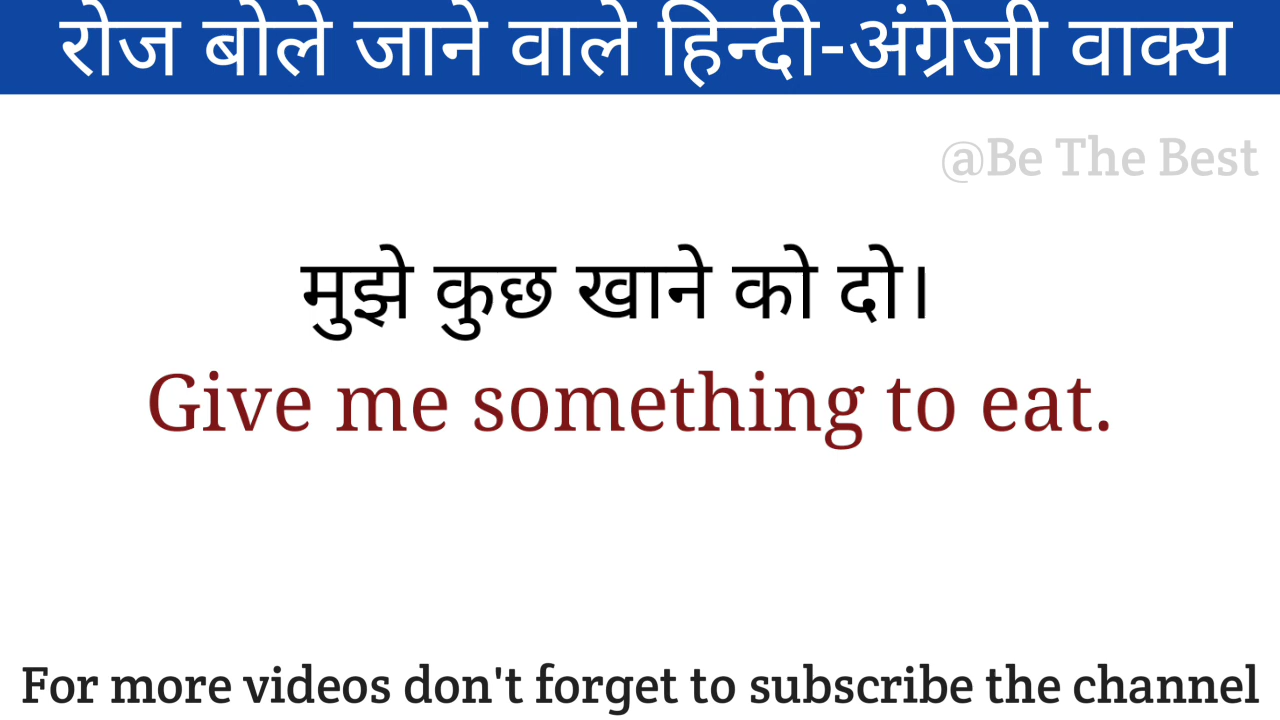 रोज बोले जाने वाले हिन्दी-अंग्रेजी वाक्य
@Be The Best
मुझे कुछ खाने को दो।
Give me something to eat.
For more videos don't forget to subscribe the channel